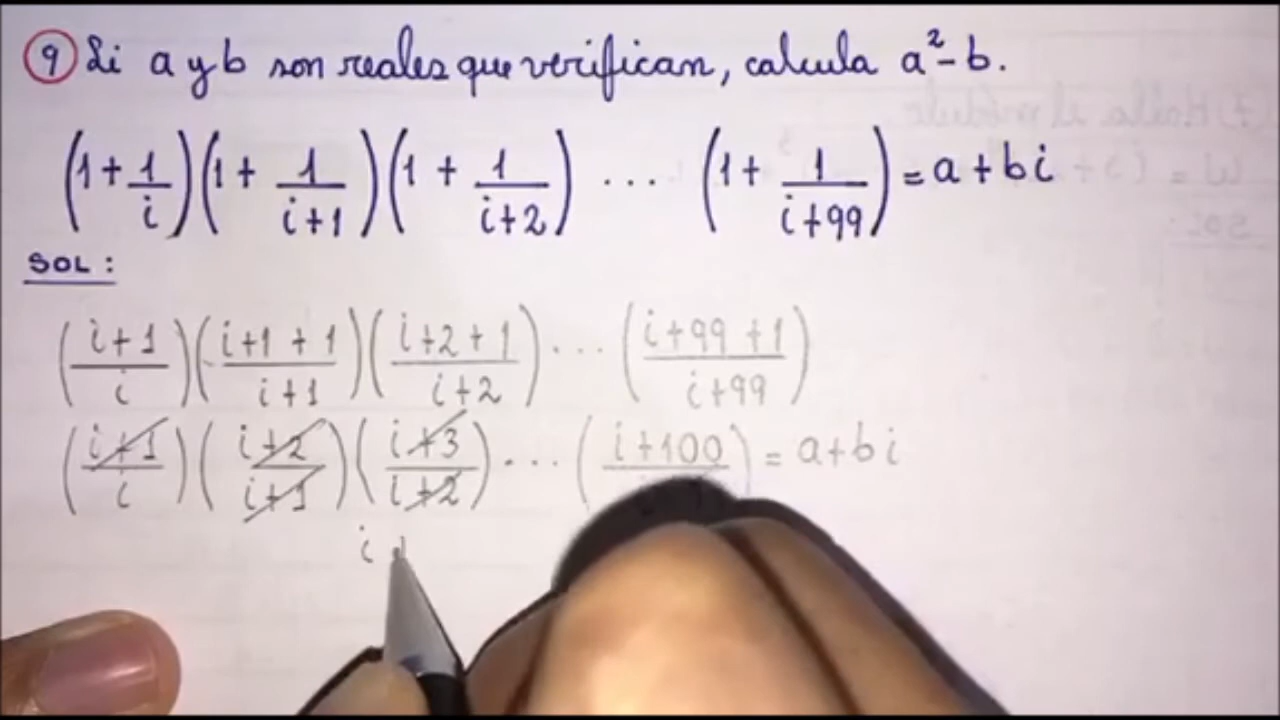 9 Si a y b son reales que verifican, calcula a² - b.
(1 + 1/i)(1 + 1/(i+1))(1 + 1/(i+2)) ... (1 + 1/(i+99)) = a + bi
SOL :
((i+1)/i)((i+1+1)/(i+1))((i+2+1)/(i+2)) ... ((i+99+1)/(i+99))
((i+1)/i)((i+2)/(i+1))((i+3)/(i+2)) ... (i+100) = a+bi
i